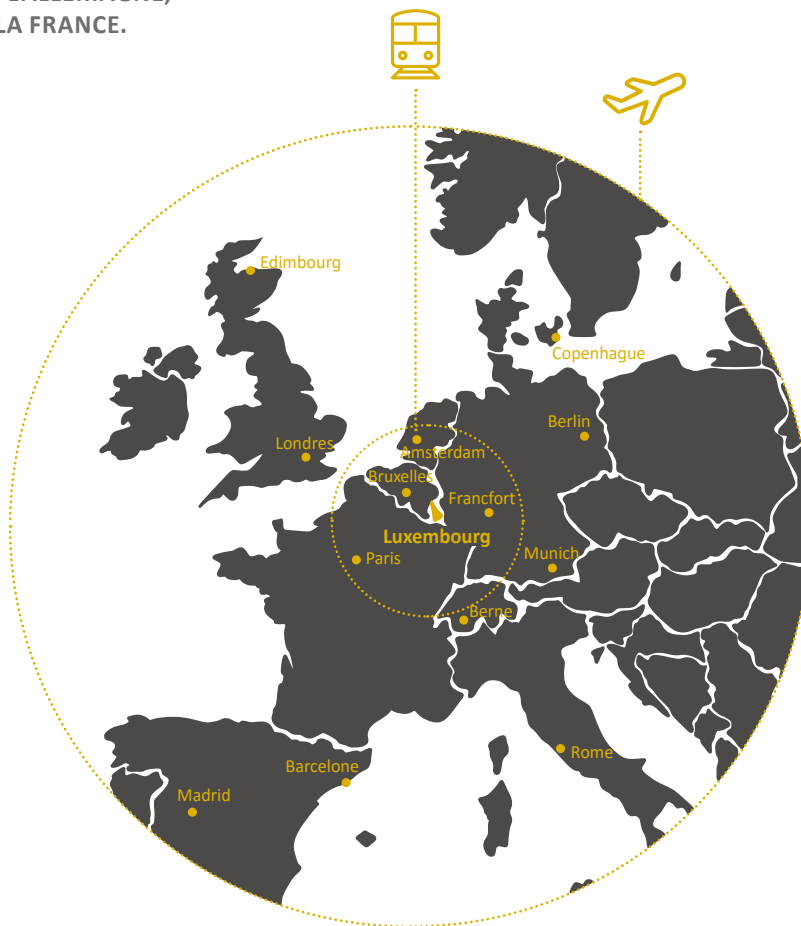 LA FRANCE.
Edimbourg
Copenhague
Berlin
Londres
Amsterdam
Bruxelles
Francfort
Luxembourg
Munich
Paris
Berne
Rome
Barcelone
Madrid